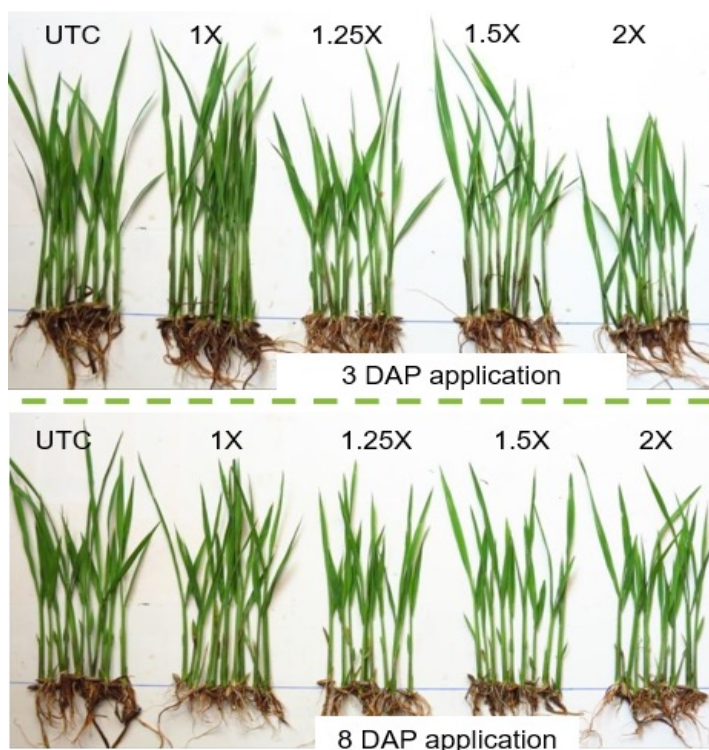 UTC 1X 1.25X 1.5X 2X
3 DAP application
UTC 1X 1.25X 1.5X 2X
8 DAP application